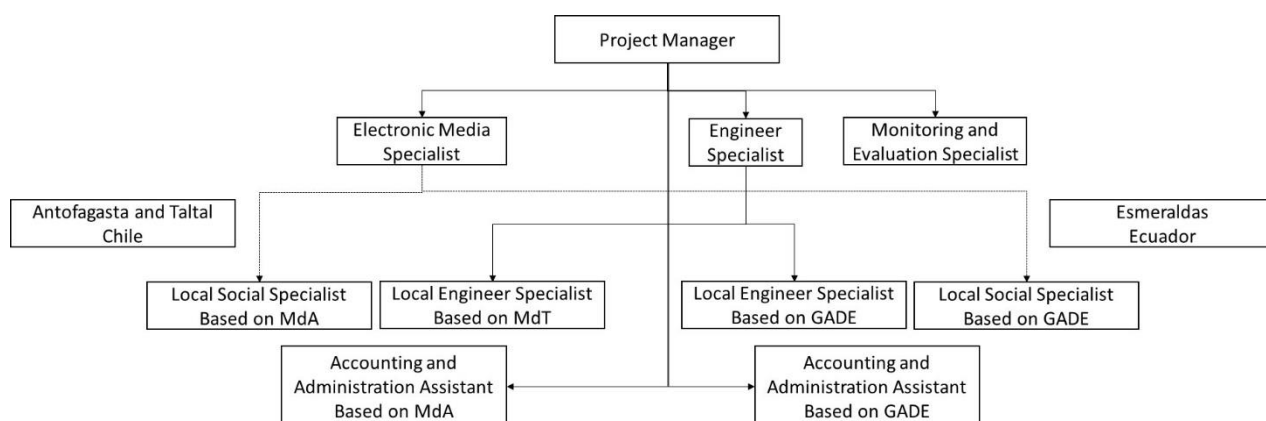 Project Manager
Electronic Media
Specialist
Engineer
Specialist
Monitoring and
Evaluation Specialist
Antofagasta and Taltal
Chile
Esmeraldas
Ecuador
Local Social Specialist
Based on MdA
Local Engineer Specialist
Based on MdT
Local Engineer Specialist
Based on GADE
Local Social Specialist
Based on GADE
Accounting and
Administration Assistant
Based on MdA
Accounting and
Administration Assistant
Based on GADE